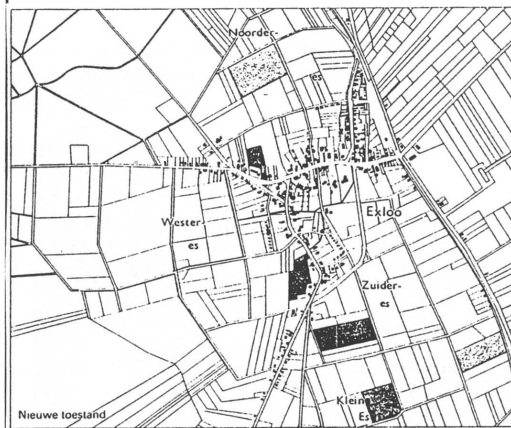 Noorder-
es
Exloo
Wester-
es
Zuider-
es
Klein
Es
Nieuwe toestand